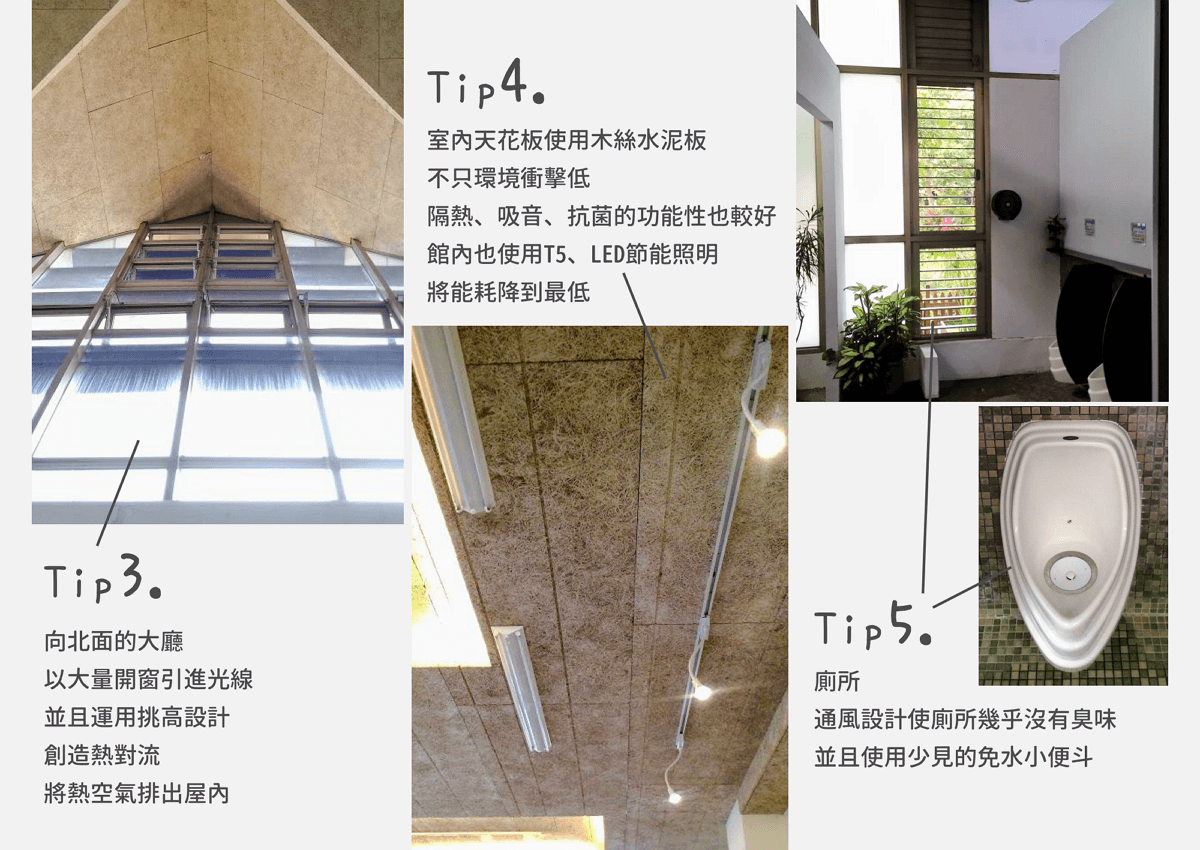 Tip3.
向北面的大廳
以大量開窗引進光線
並且運用挑高設計
創造熱對流
將熱空氣排出屋內
Tip4.
室內天花板使用木絲水泥板
不只環境衝擊低
隔熱、吸音、抗菌的功能性也較好
館內也使用T5、LED節能照明
將能耗降到最低
Tip5.
廁所
通風設計使廁所幾乎沒有臭味
並且使用少見的免水小便斗